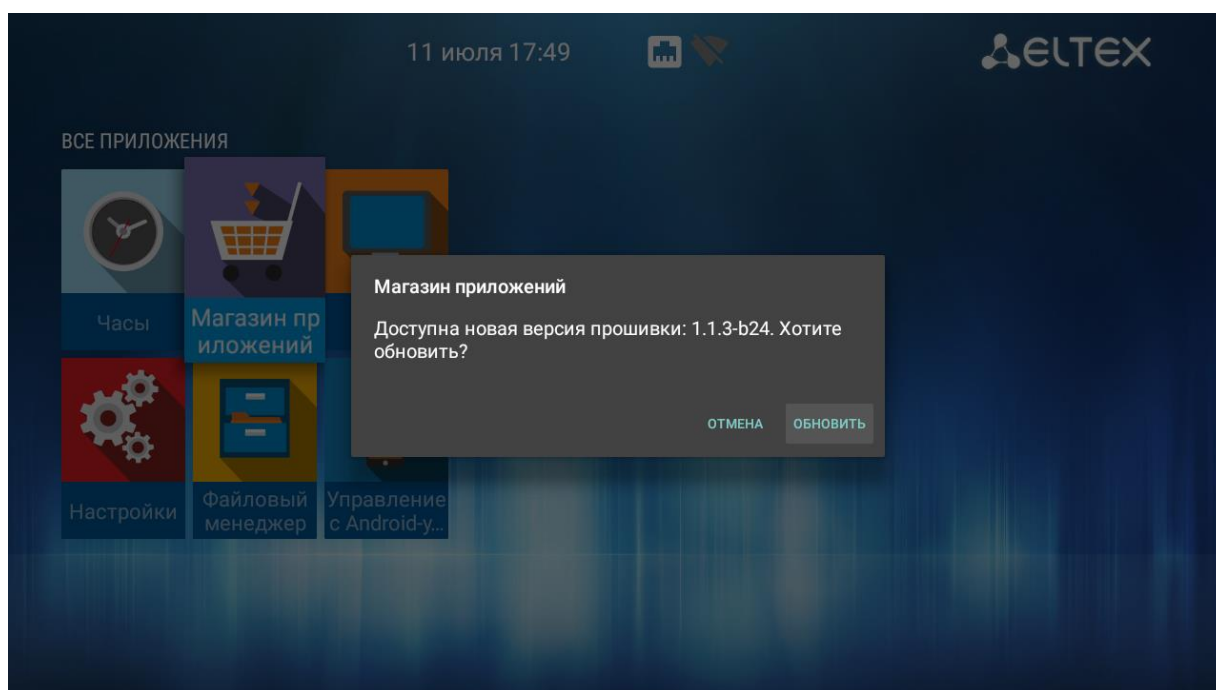 11 июля 17:49
ELTEX
ВСЕ ПРИЛОЖЕНИЯ
Часы
Магазин пр
иложений
Магазин приложений
Доступна новая версия прошивки: 1.1.3-b24. Хотите
обновить?
ОТМЕНА ОБНОВИТЬ
Настройки
Файловый
менеджер
Управление
с Android-у...